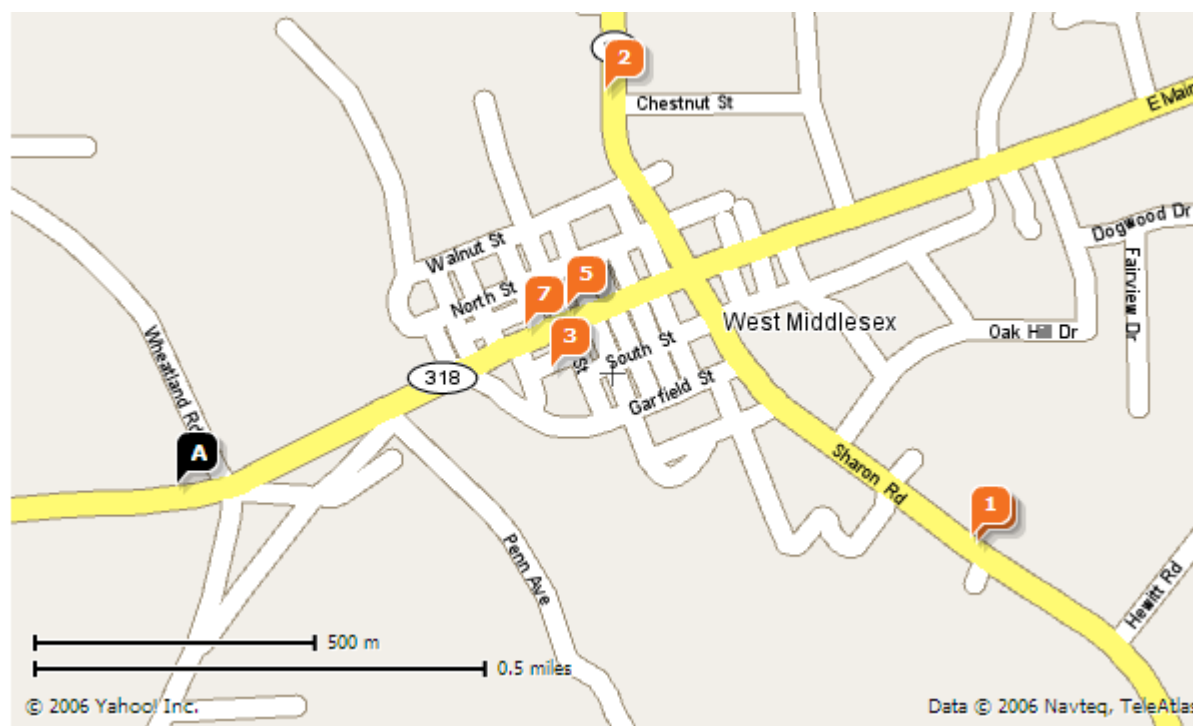 2
Chestnut St
E Main
Walnut St
Dogwood Dr
Fairview Dr
North St
5
7
3
St
South St
West Middlesex
Oak Hill Dr
Wheatland Rd
318
Garfield St
A
Sharon Rd
1
Penn Ave
Hewitt Rd
500 m
0.5 miles
© 2006 Yahoo! Inc.
Data © 2006 Navteq, TeleAtlas